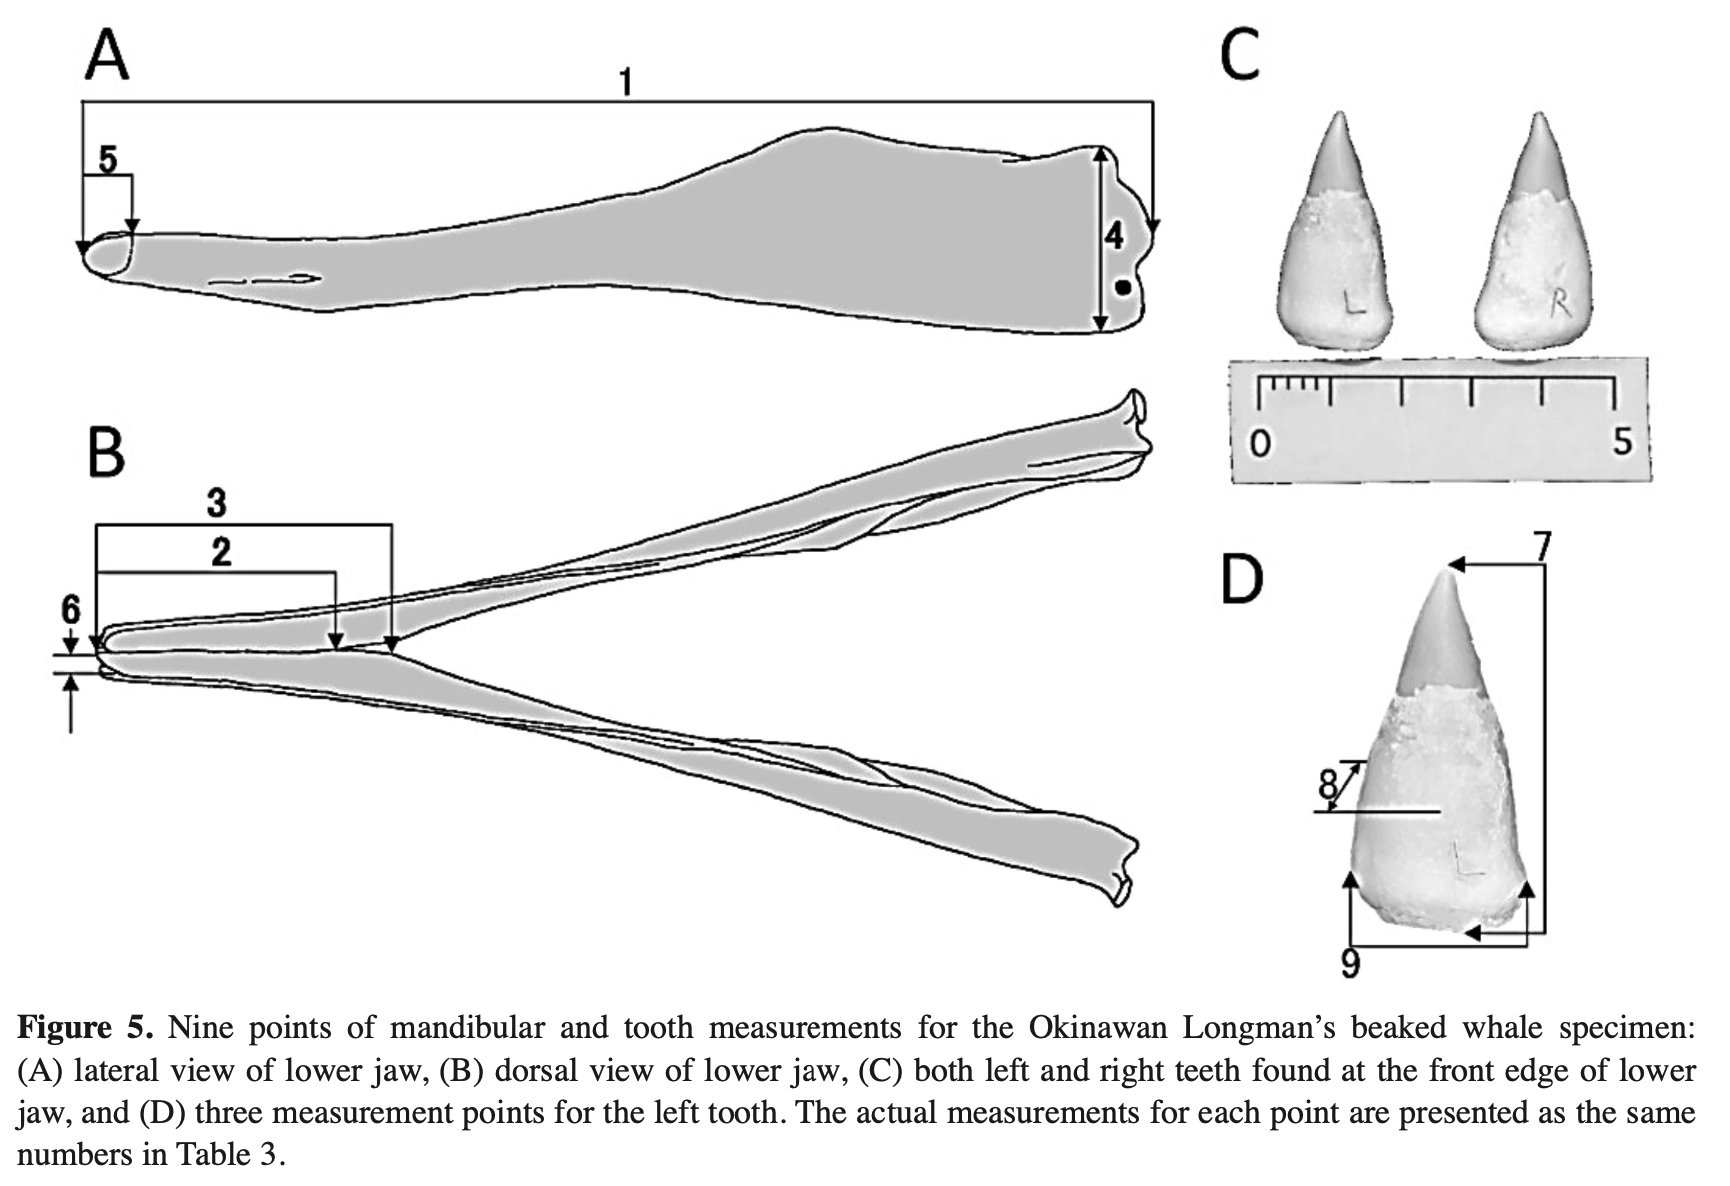 A
1
5
4
C
L
R
0
5
B
3
2
6
D
7
8
L
9
Figure 5. Nine points of mandibular and tooth measurements for the Okinawan Longman’s beaked whale specimen:
(A) lateral view of lower jaw, (B) dorsal view of lower jaw, (C) both left and right teeth found at the front edge of lower
jaw, and (D) three measurement points for the left tooth. The actual measurements for each point are presented as the same
numbers in Table 3.